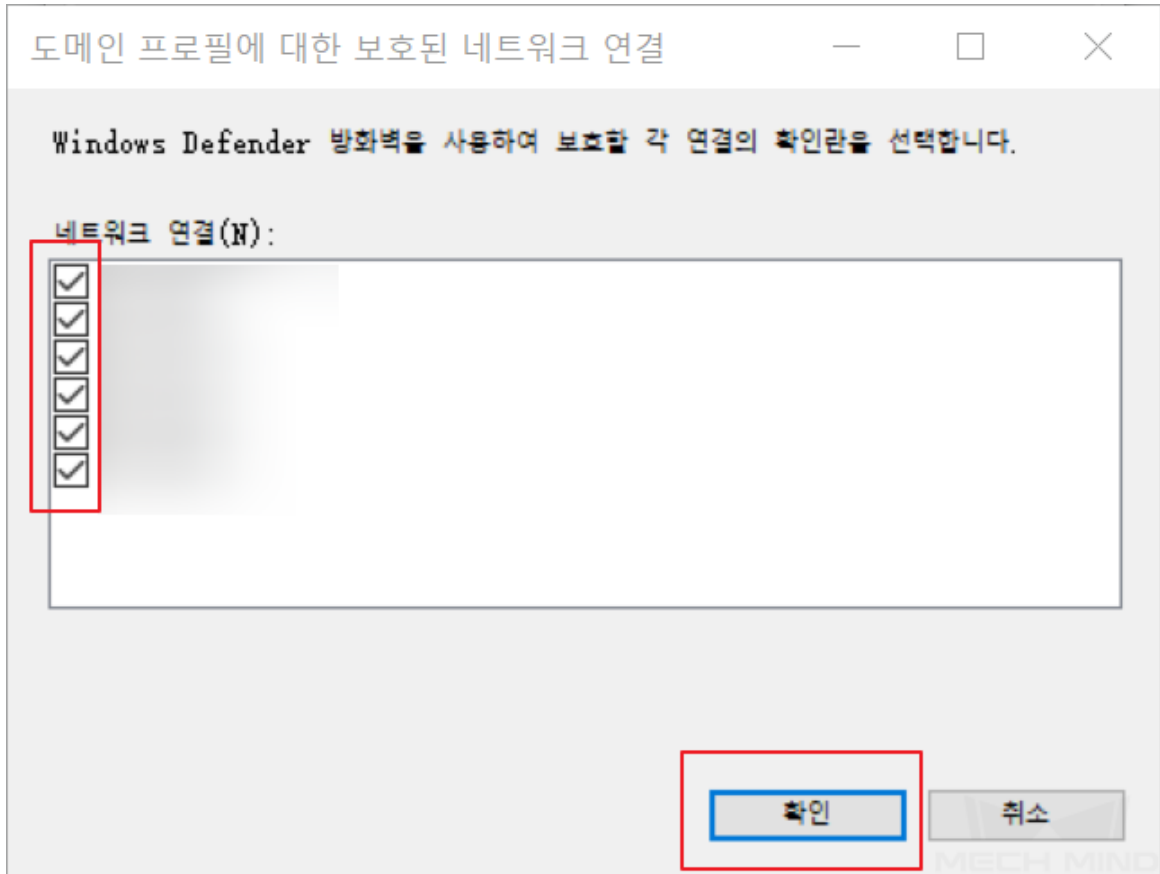 도메인 프로필에 대한 보호된 네트워크 연결
Windows Defender 방화벽을 사용하여 보호할 각 연결의 확인란을 선택합니다.
네트워크 연결(N):
확인
취소
MECH MIND